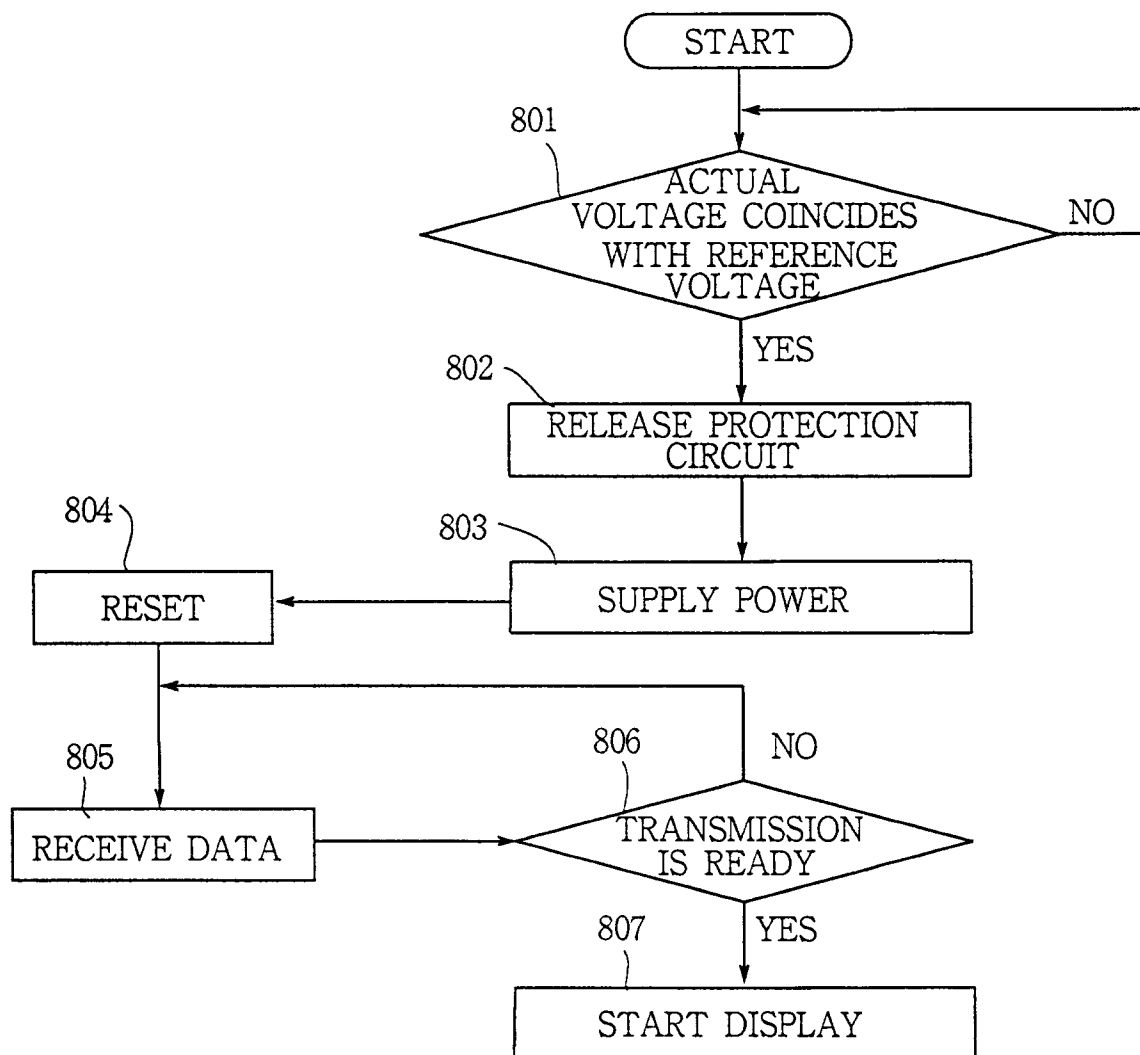 START
801
ACTUAL
VOLTAGE COINCIDES
WITH REFERENCE
VOLTAGE
NO
YES
802
RELEASE PROTECTION
CIRCUIT
804
803
RESET
SUPPLY POWER
805
806
NO
RECEIVE DATA
TRANSMISSION
IS READY
807
YES
START DISPLAY